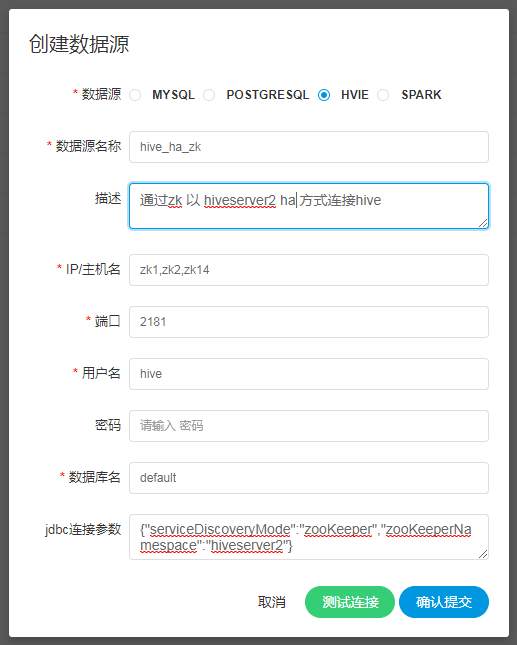 创建数据源
* 数据源 MYSQL POSTGRESQL HVIE SPARK
* 数据源名称 hive_ha_zk
描述 通过zk 以 hiveserver2 ha 方式连接hive
* IP/主机名 zk1,zk2,zk14
* 端口 2181
* 用户名 hive
密码 请输入 密码
* 数据库名 default
jdbc连接参数 {"serviceDiscoveryMode":"zooKeeper","zooKeeperNa
mespace":"hiveserver2"}
取消 测试连接 确认提交